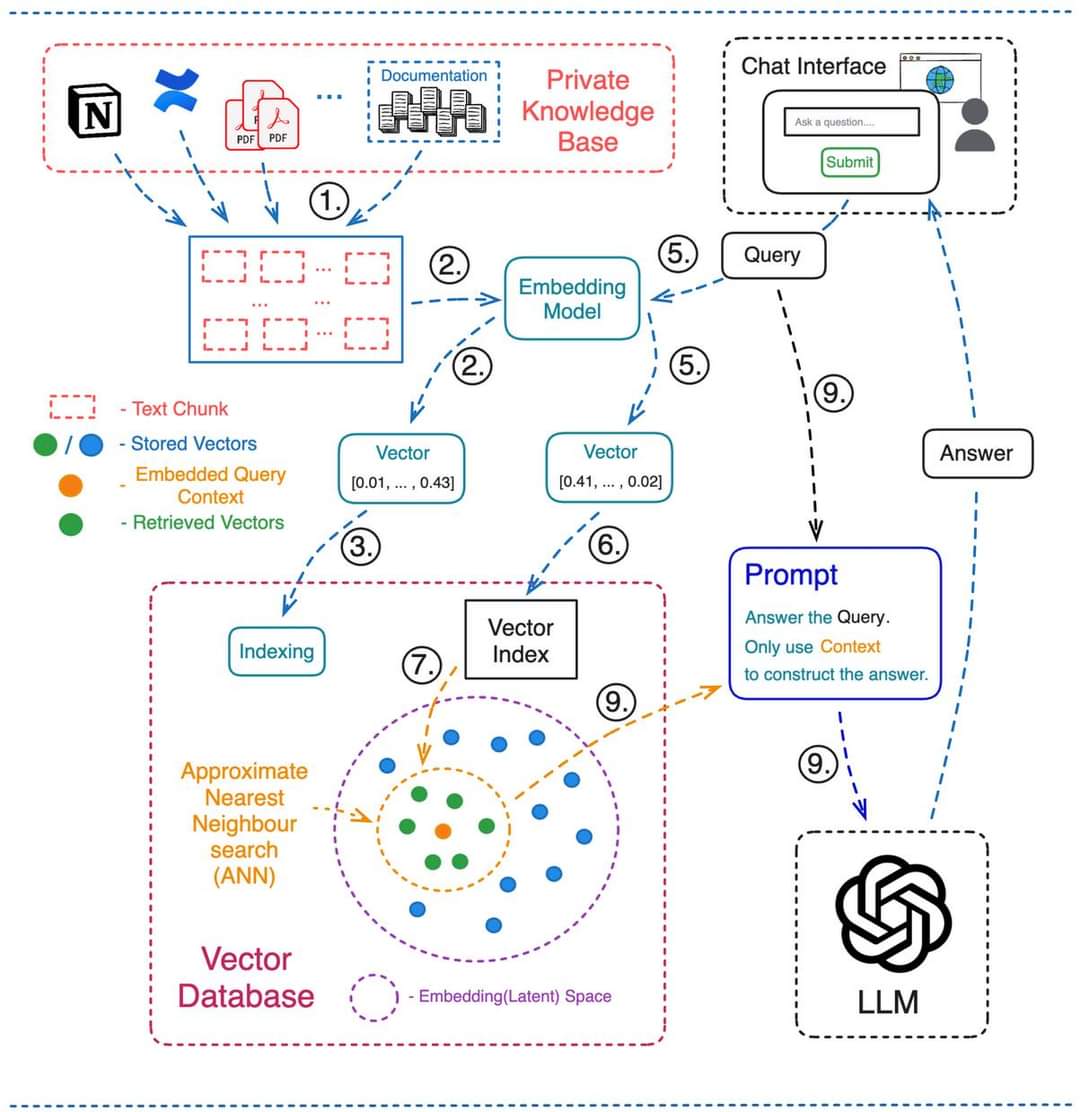 Documentation
Private
Knowledge
Base
N
PDF
PDF
...
Chat Interface
Ask a question....
Submit
1.
...
...
...
...
2.
Embedding
Model
5.
Query
2.
5.
9.
- Text Chunk
/
- Stored Vectors
- Embedded Query
Context
- Retrieved Vectors
Vector
[0.01, ... , 0.43]
Vector
[0.41, ... , 0.02]
Answer
3.
6.
Prompt
Answer the Query.
Only use Context
to construct the answer.
Indexing
Vector
Index
7.
9.
9.
Approximate
Nearest
Neighbour
search
(ANN)
Vector
Database
- Embedding(Latent) Space
LLM